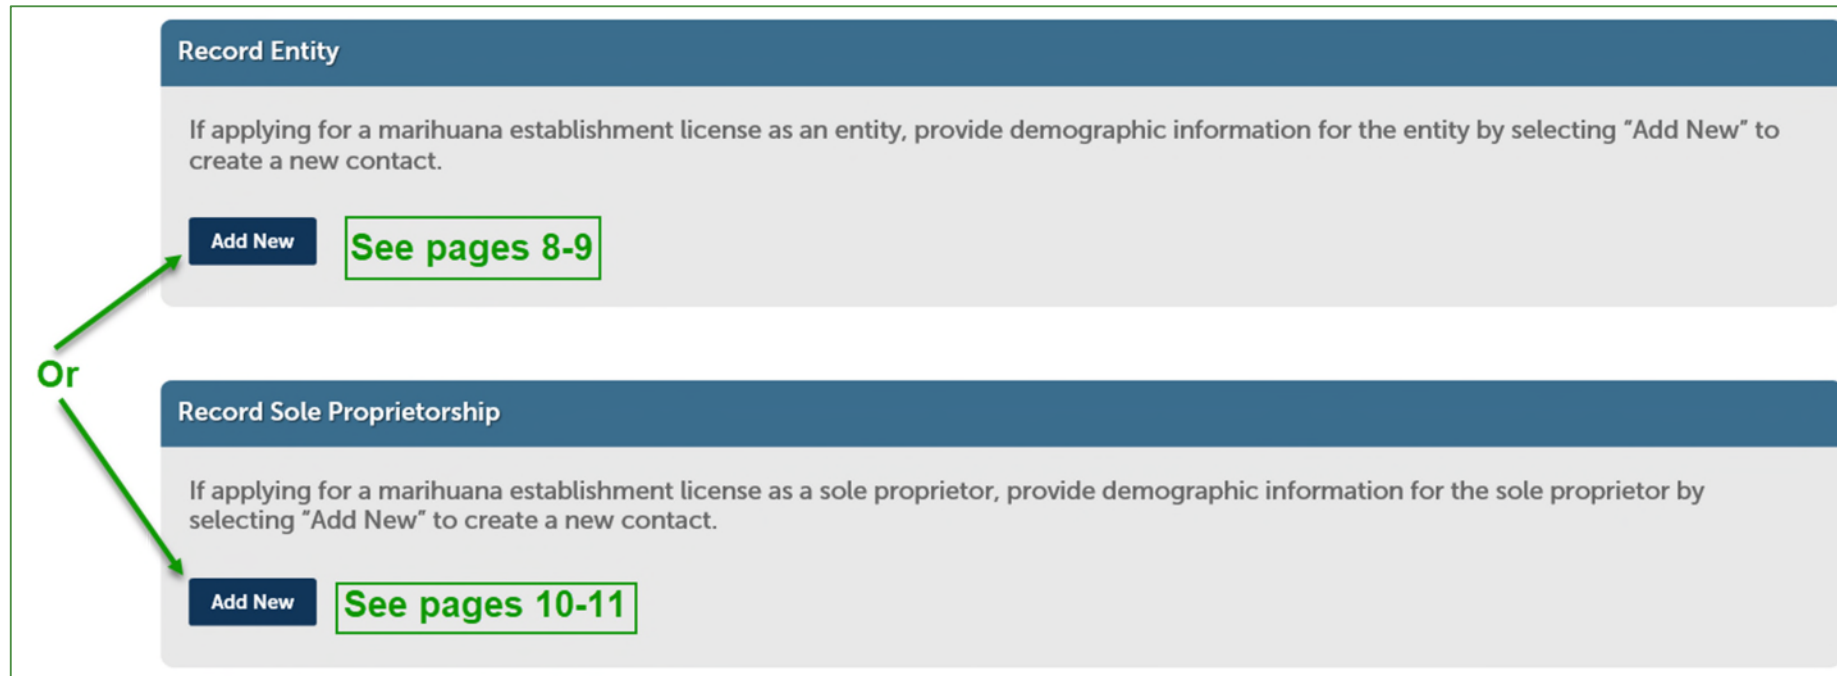 Record Entity
If applying for a marihuana establishment license as an entity, provide demographic information for the entity by selecting "Add New" to
create a new contact.
Add New
See pages 8-9
Or
Record Sole Proprietorship
If applying for a marihuana establishment license as a sole proprietor, provide demographic information for the sole proprietor by
selecting "Add New" to create a new contact.
Add New
See pages 10-11